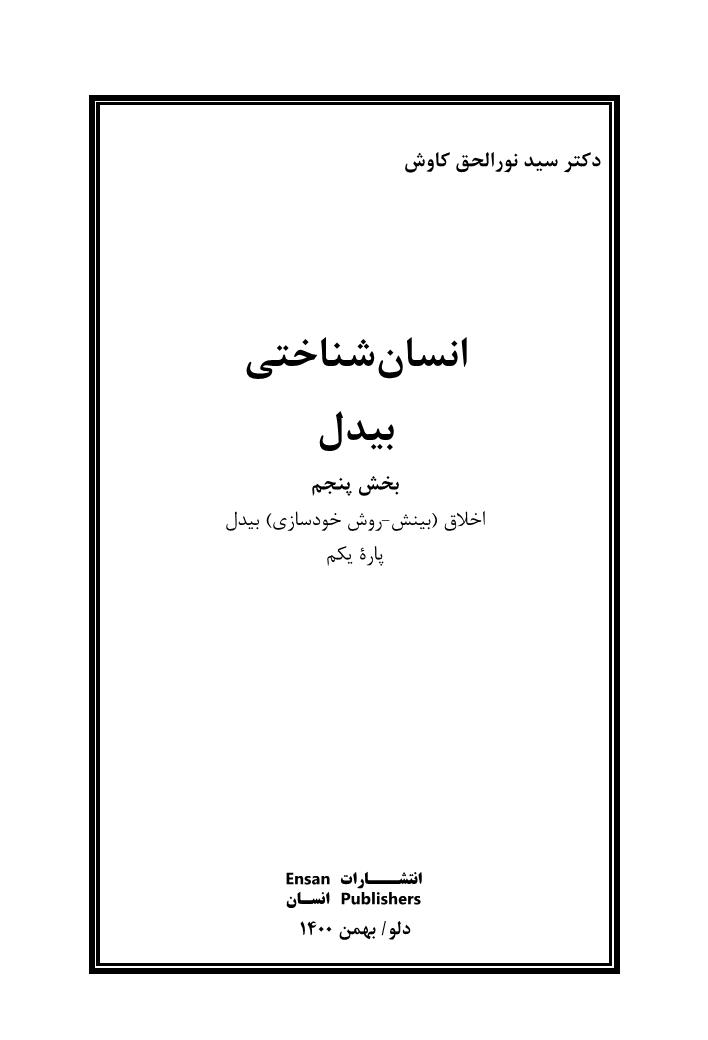 دکتر سید نورالحق کاوش
انسان‌شناختی
بیدل
بخش پنجم
اخلاق (بینش-روش خودسازی) بیدل
پارۀ یکم
انتشـــــارات Ensan
Publishers انســان
دلو/ بهمن ۱۴۰۰